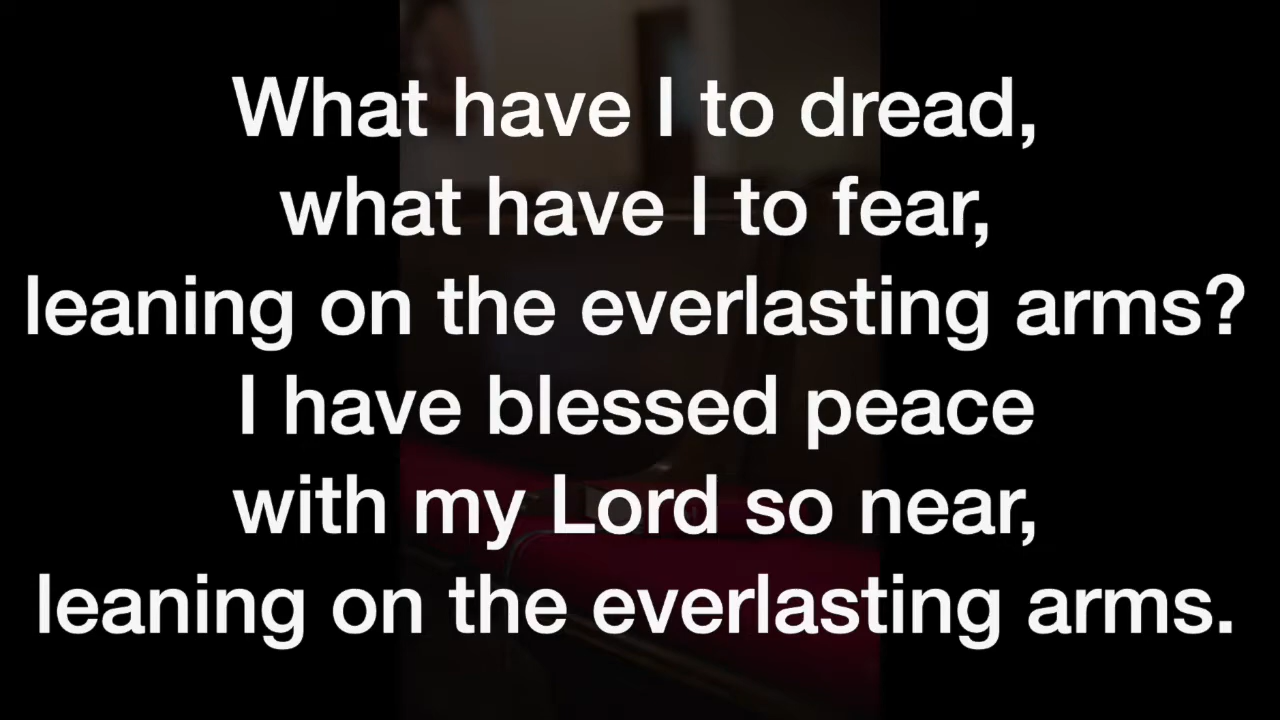 What have I to dread,
what have I to fear,
leaning on the everlasting arms?
I have blessed peace
with my Lord so near,
leaning on the everlasting arms.